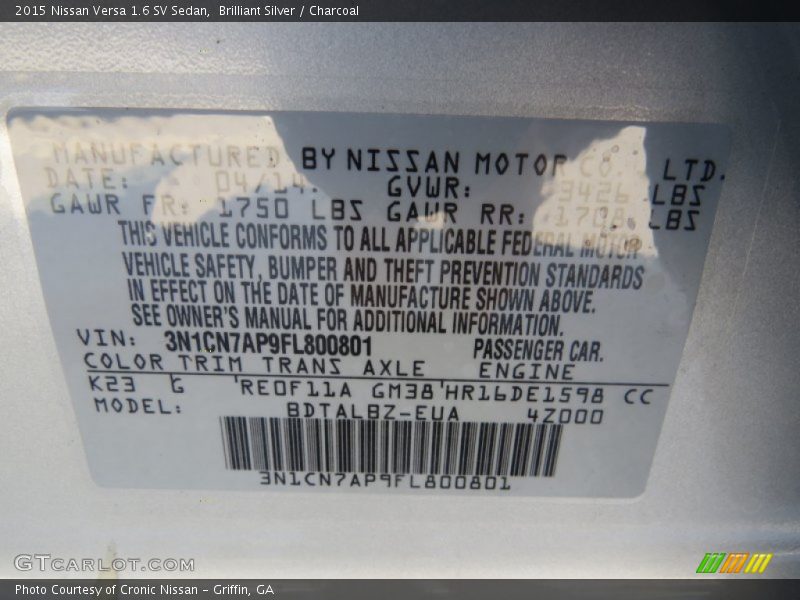 2015 Nissan Versa 1.6 SV Sedan, Brilliant Silver / Charcoal
MANUFACTURED BY NISSAN MOTOR CO. LTD.
DATE: 04/14. GVWR: 3426 LBS
GAWR FR: 1750 LBS GAWR RR: 1708 LBS
THIS VEHICLE CONFORMS TO ALL APPLICABLE FEDERAL MOTOR
VEHICLE SAFETY, BUMPER AND THEFT PREVENTION STANDARDS
IN EFFECT ON THE DATE OF MANUFACTURE SHOWN ABOVE.
SEE OWNER'S MANUAL FOR ADDITIONAL INFORMATION.
VIN: 3N1CN7AP9FL800801 PASSENGER CAR.
COLOR TRIM TRANS AXLE ENGINE
K23 G 'RE0F11A GM38'HR16DE1598 CC
MODEL: BDTALBZ-EUA 4Z000
3N1CN7AP9FL800801
GTCARLOT.COM
Photo Courtesy of Cronic Nissan – Griffin, GA